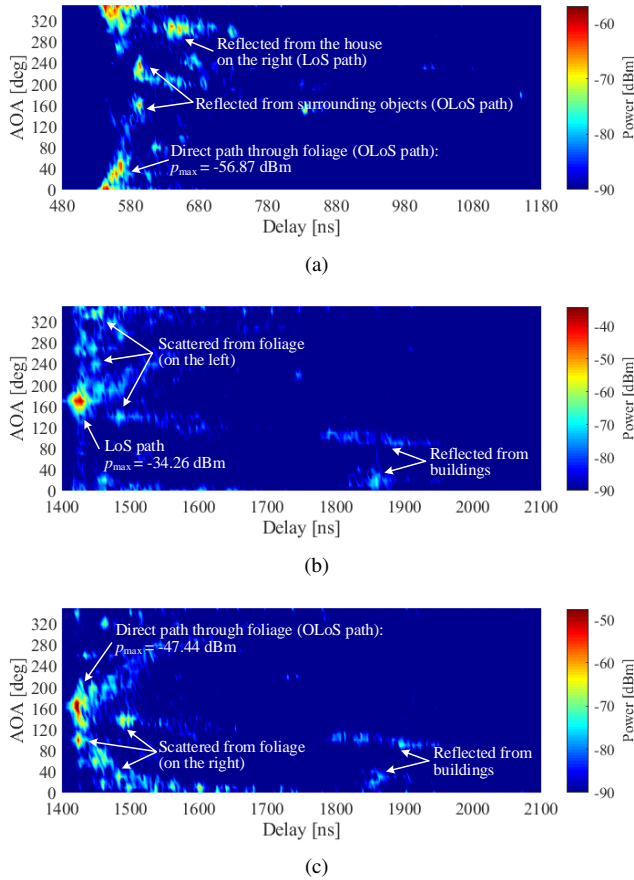 320
280
240
200
160
120
80
40
0
AOA [deg]
Reflected from the house
on the right (LoS path)
Reflected from surrounding objects (OLoS path)
Direct path through foliage (OLoS path):
pmax = -56.87 dBm
480 580 680 780 880 980 1080 1180
Delay [ns]
-60
-70
-80
-90
Power [dBm]
(a)
320
280
240
200
160
120
80
40
0
AOA [deg]
Scattered from foliage
(on the left)
LoS path
pmax = -34.26 dBm
Reflected from
buildings
1400 1500 1600 1700 1800 1900 2000 2100
Delay [ns]
-40
-50
-60
-70
-80
-90
Power [dBm]
(b)
320
280
240
200
160
120
80
40
0
AOA [deg]
Direct path through foliage (OLoS path):
pmax = -47.44 dBm
Scattered from foliage
(on the right)
Reflected from
buildings
1400 1500 1600 1700 1800 1900 2000 2100
Delay [ns]
-50
-60
-70
-80
-90
Power [dBm]
(c)